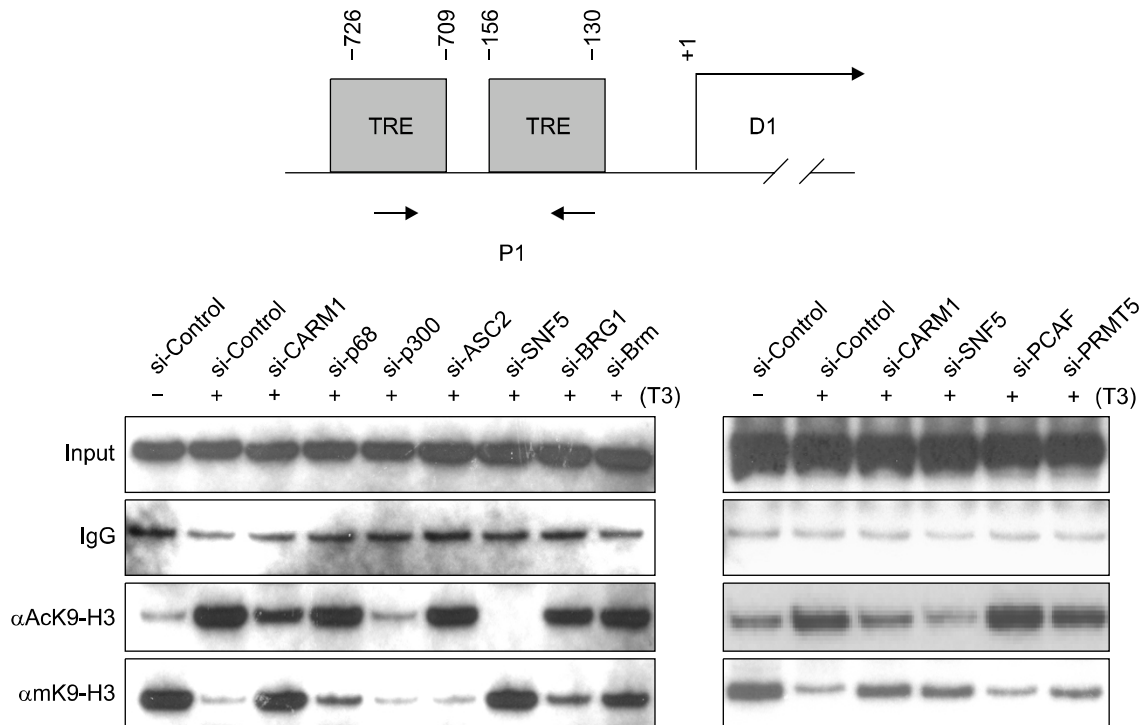 −726
−709
−156
−130
+1
TRE
TRE
D1
P1
si-Control
si-Control
si-CARM1
si-p68
si-p300
si-ASC2
si-SNF5
si-BRG1
si-Brm
− + + + + + + + + (T3)
si-Control
si-Control
si-CARM1
si-SNF5
si-PCAF
si-PRMT5
− + + + + + (T3)
Input
IgG
αAcK9-H3
αmK9-H3